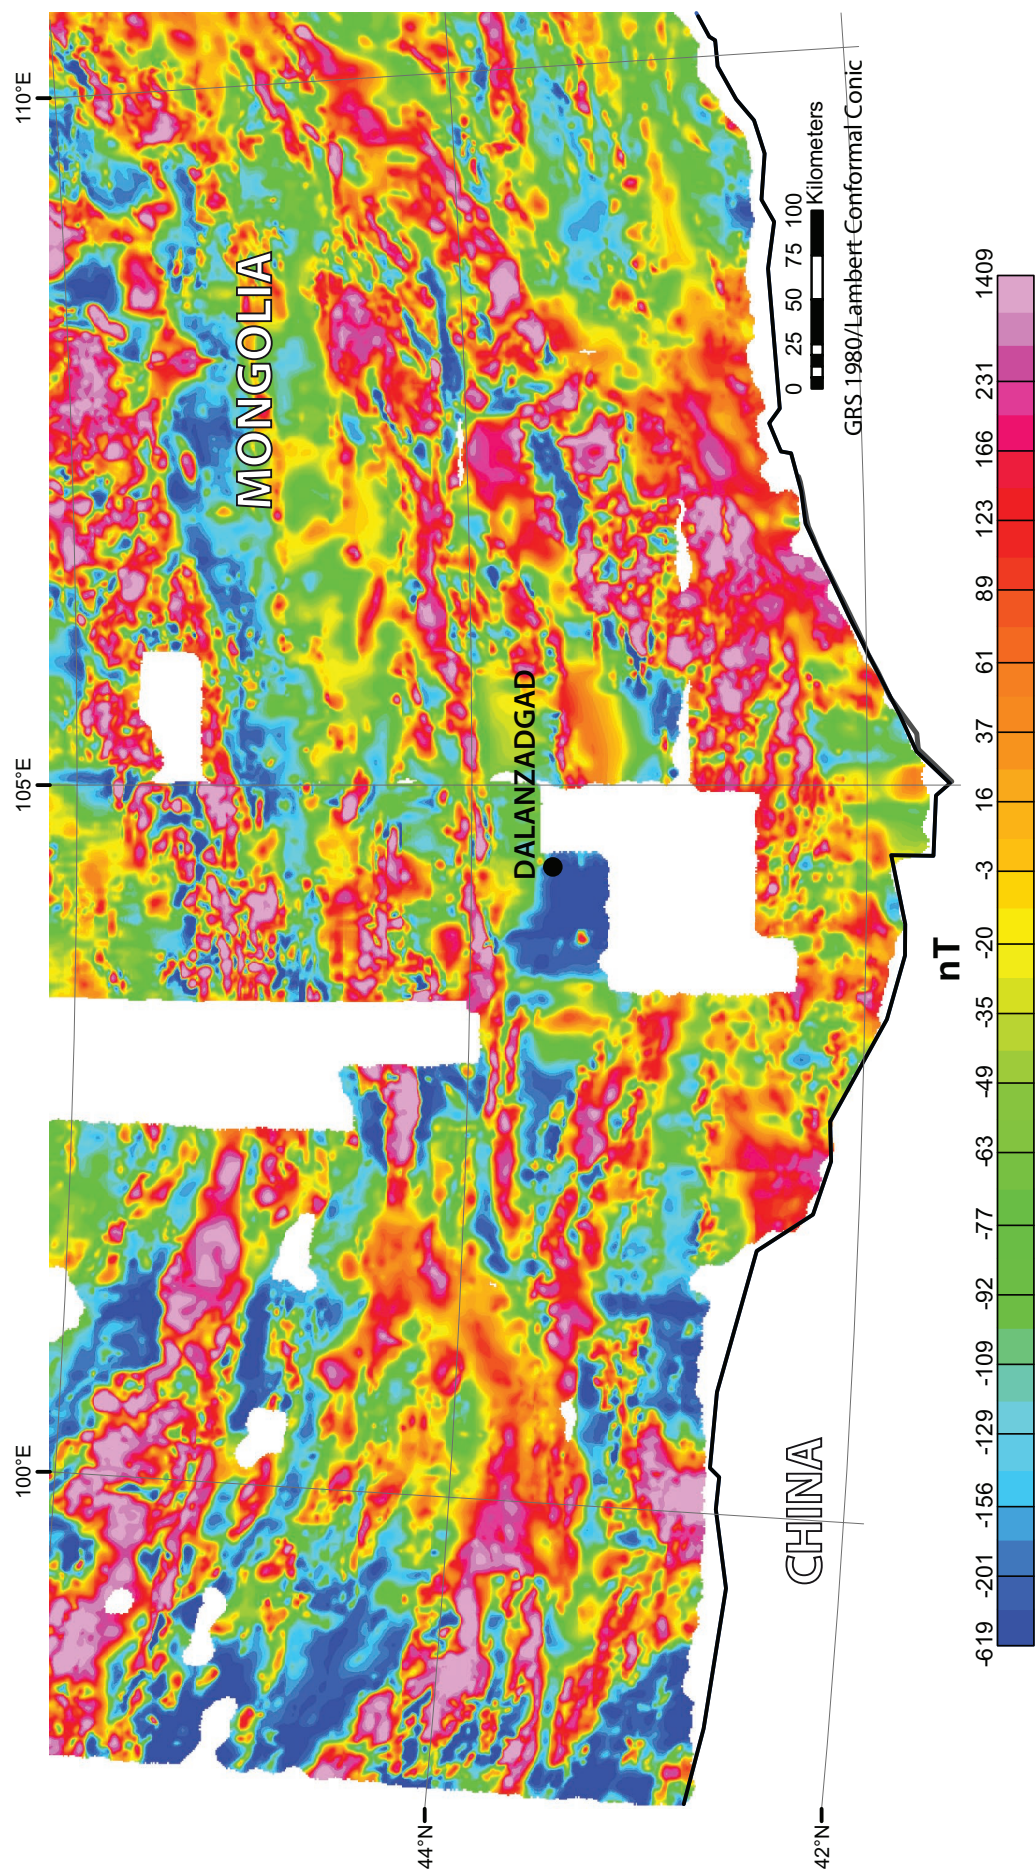 110°E
105°E
100°E
44°N
42°N
MONGOLIA
DALANZADGAD
CHINA
0 25 50 75 100
Kilometers
GRS 1980/Lambert Conformal Conic
nT
-619 -201 -156 -129 -109 -92 -77 -63 -49 -35 -20 -3 16 37 61 89 123 166 231 1409